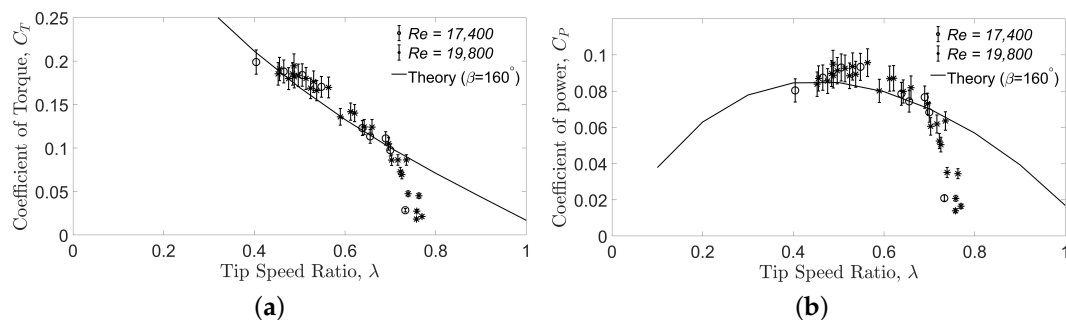 0.25
0.2
0.15
0.1
0.05
0
0 0.2 0.4 0.6 0.8 1
Coefficient of Torque, C_T
Tip Speed Ratio, λ
Re = 17,400
Re = 19,800
Theory (β=160°)
(a)
0.1
0.08
0.06
0.04
0.02
0
0 0.2 0.4 0.6 0.8 1
Coefficient of power, C_P
Tip Speed Ratio, λ
Re = 17,400
Re = 19,800
Theory (β=160°)
(b)